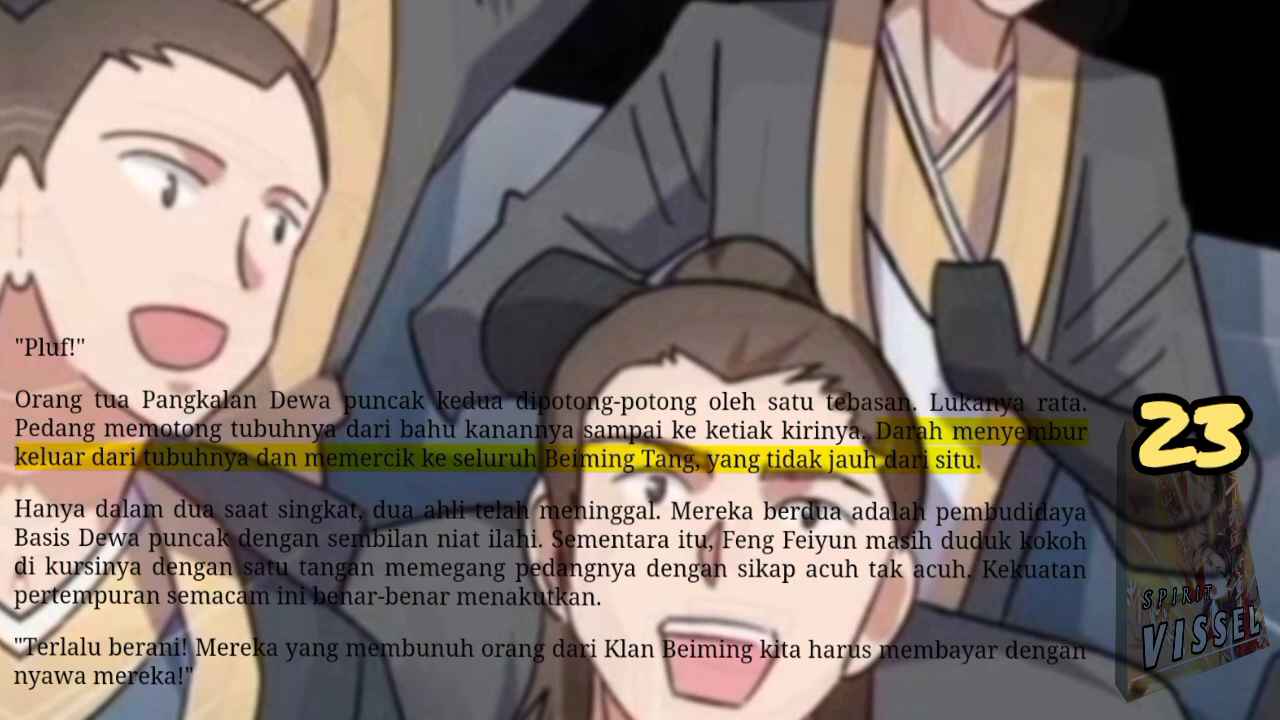 "Pluf!"
Orang tua Pangkalan Dewa puncak kedua dipotong-potong oleh satu tebasan. Lukanya rata.
Pedang memotong tubuhnya dari bahu kanannya sampai ke ketiak kirinya. Darah menyembur
keluar dari tubuhnya dan memercik ke seluruh Beiming Tang, yang tidak jauh dari situ.
Hanya dalam dua saat singkat, dua ahli telah meninggal. Mereka berdua adalah pembudidaya
Basis Dewa puncak dengan sembilan niat ilahi. Sementara itu, Feng Feiyun masih duduk kokoh
di kursinya dengan satu tangan memegang pedangnya dengan sikap acuh tak acuh. Kekuatan
pertempuran semacam ini benar-benar menakutkan.
"Terlalu berani! Mereka yang membunuh orang dari Klan Beiming kita harus membayar dengan
nyawa mereka!"
23
SPIRIT
VISSEL